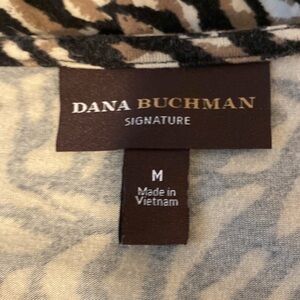 DANA BUCHMAN
SIGNATURE
M
Made in
Vietnam